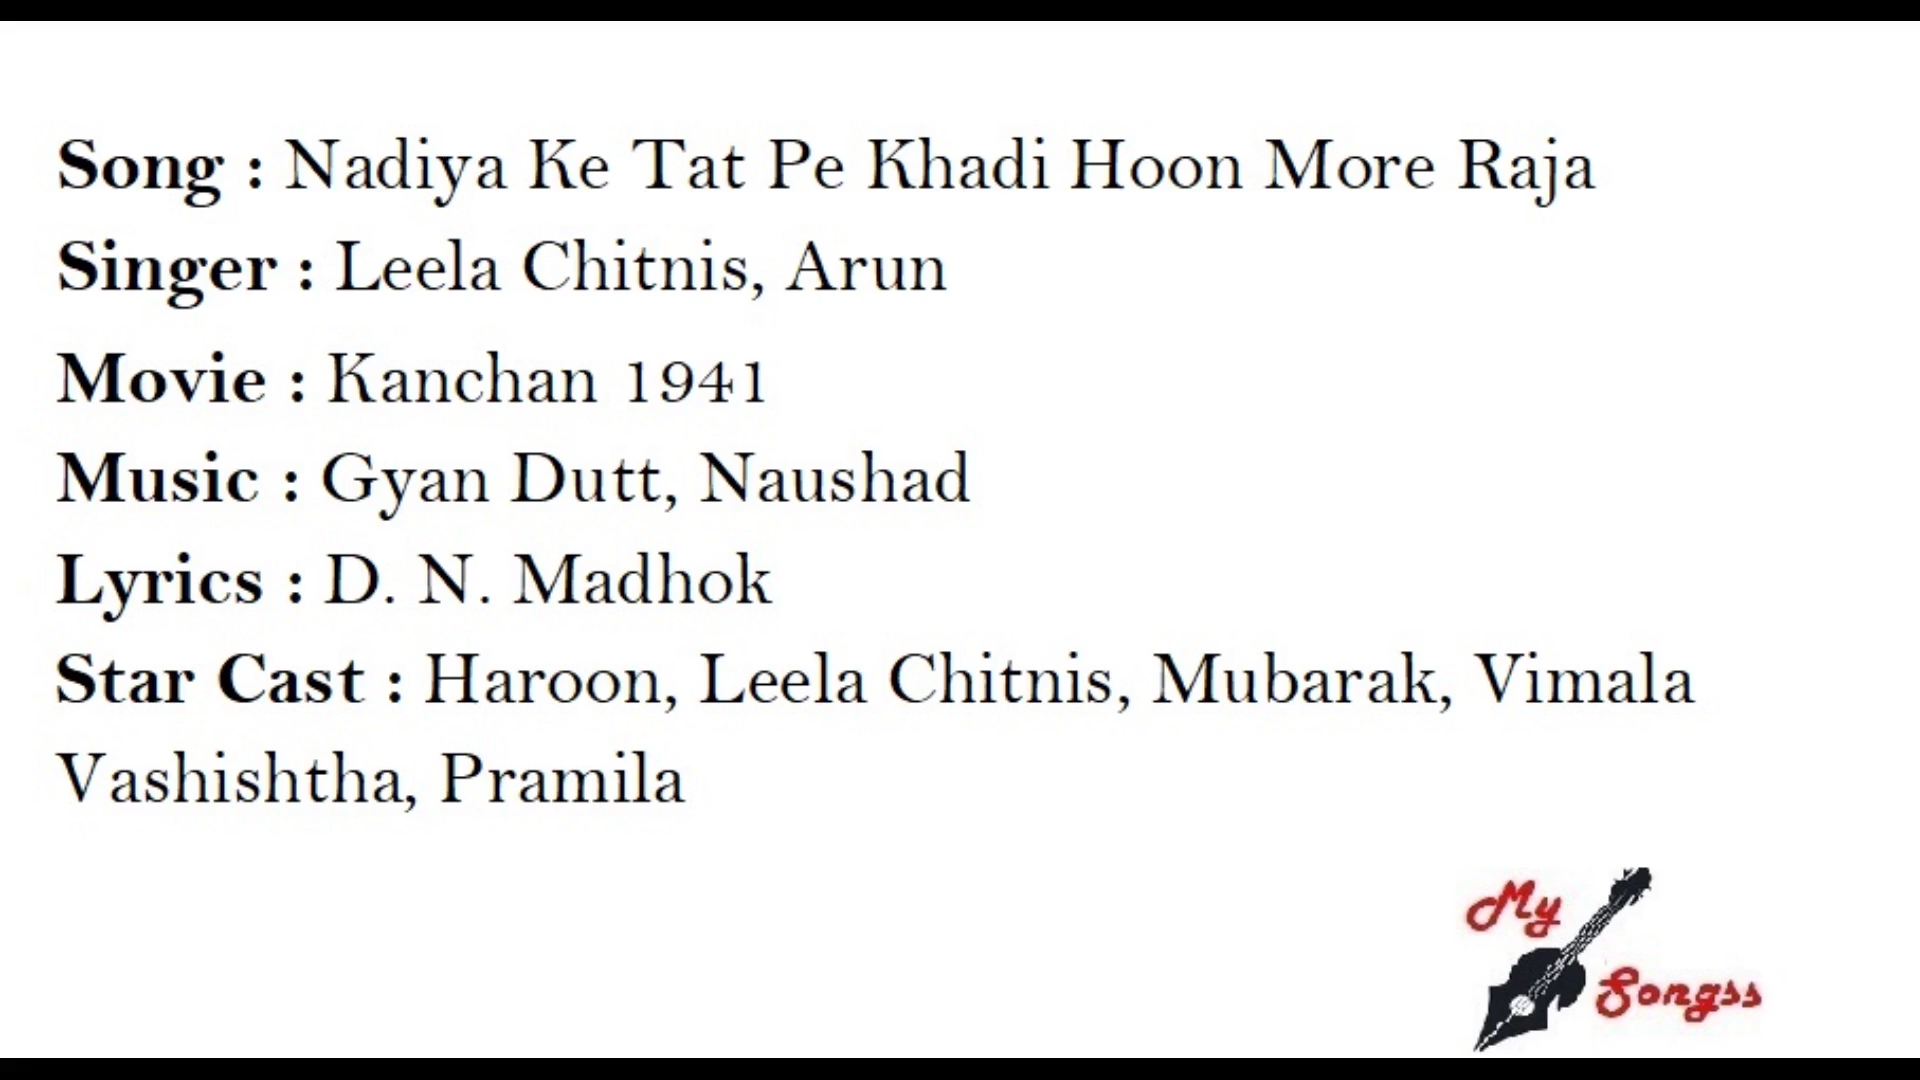 Song : Nadiya Ke Tat Pe Khadi Hoon More Raja
Singer : Leela Chitnis, Arun
Movie : Kanchan 1941
Music : Gyan Dutt, Naushad
Lyrics : D. N. Madhok
Star Cast : Haroon, Leela Chitnis, Mubarak, Vimala
Vashishtha, Pramila
My
Songss